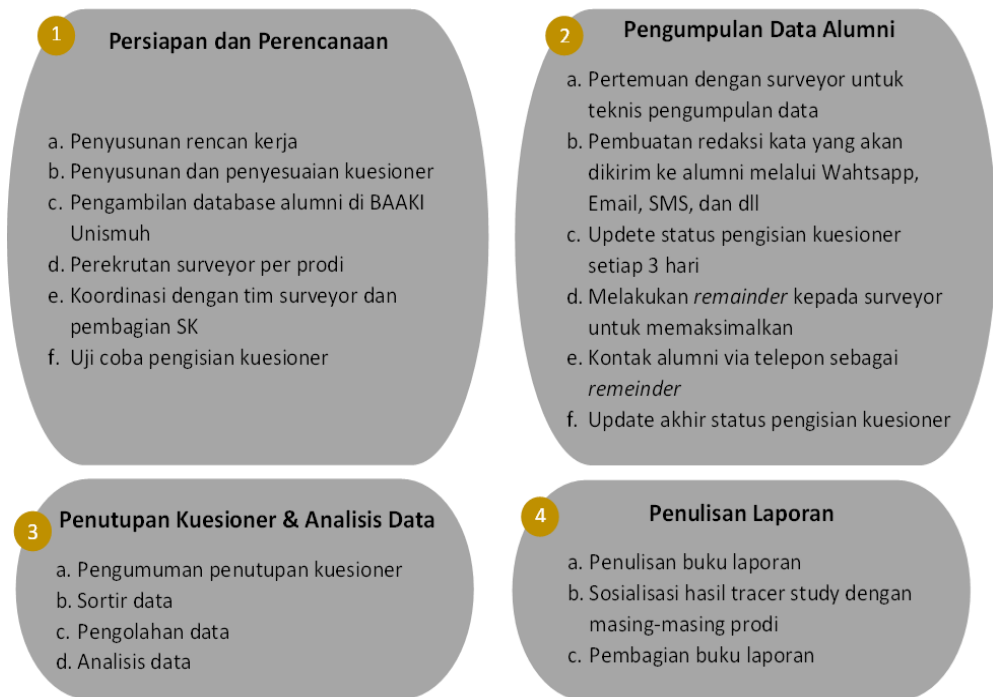 1
Persiapan dan Perencanaan
a. Penyusunan rencan kerja
b. Penyusunan dan penyesuaian kuesioner
c. Pengambilan database alumni di BAAKI
Unismuh
d. Perekrutan surveyor per prodi
e. Koordinasi dengan tim surveyor dan
pembagian SK
f. Uji coba pengisian kuesioner
2
Pengumpulan Data Alumni
a. Pertemuan dengan surveyor untuk
teknis pengumpulan data
b. Pembuatan redaksi kata yang akan
dikirim ke alumni melalui Wahtsapp,
Email, SMS, dan dll
c. Updete status pengisian kuesioner
setiap 3 hari
d. Melakukan remainder kepada surveyor
untuk memaksimalkan
e. Kontak alumni via telepon sebagai
remeinder
f. Update akhir status pengisian kuesioner
3
Penutupan Kuesioner & Analisis Data
a. Pengumuman penutupan kuesioner
b. Sortir data
c. Pengolahan data
d. Analisis data
4
Penulisan Laporan
a. Penulisan buku laporan
b. Sosialisasi hasil tracer study dengan
masing-masing prodi
c. Pembagian buku laporan